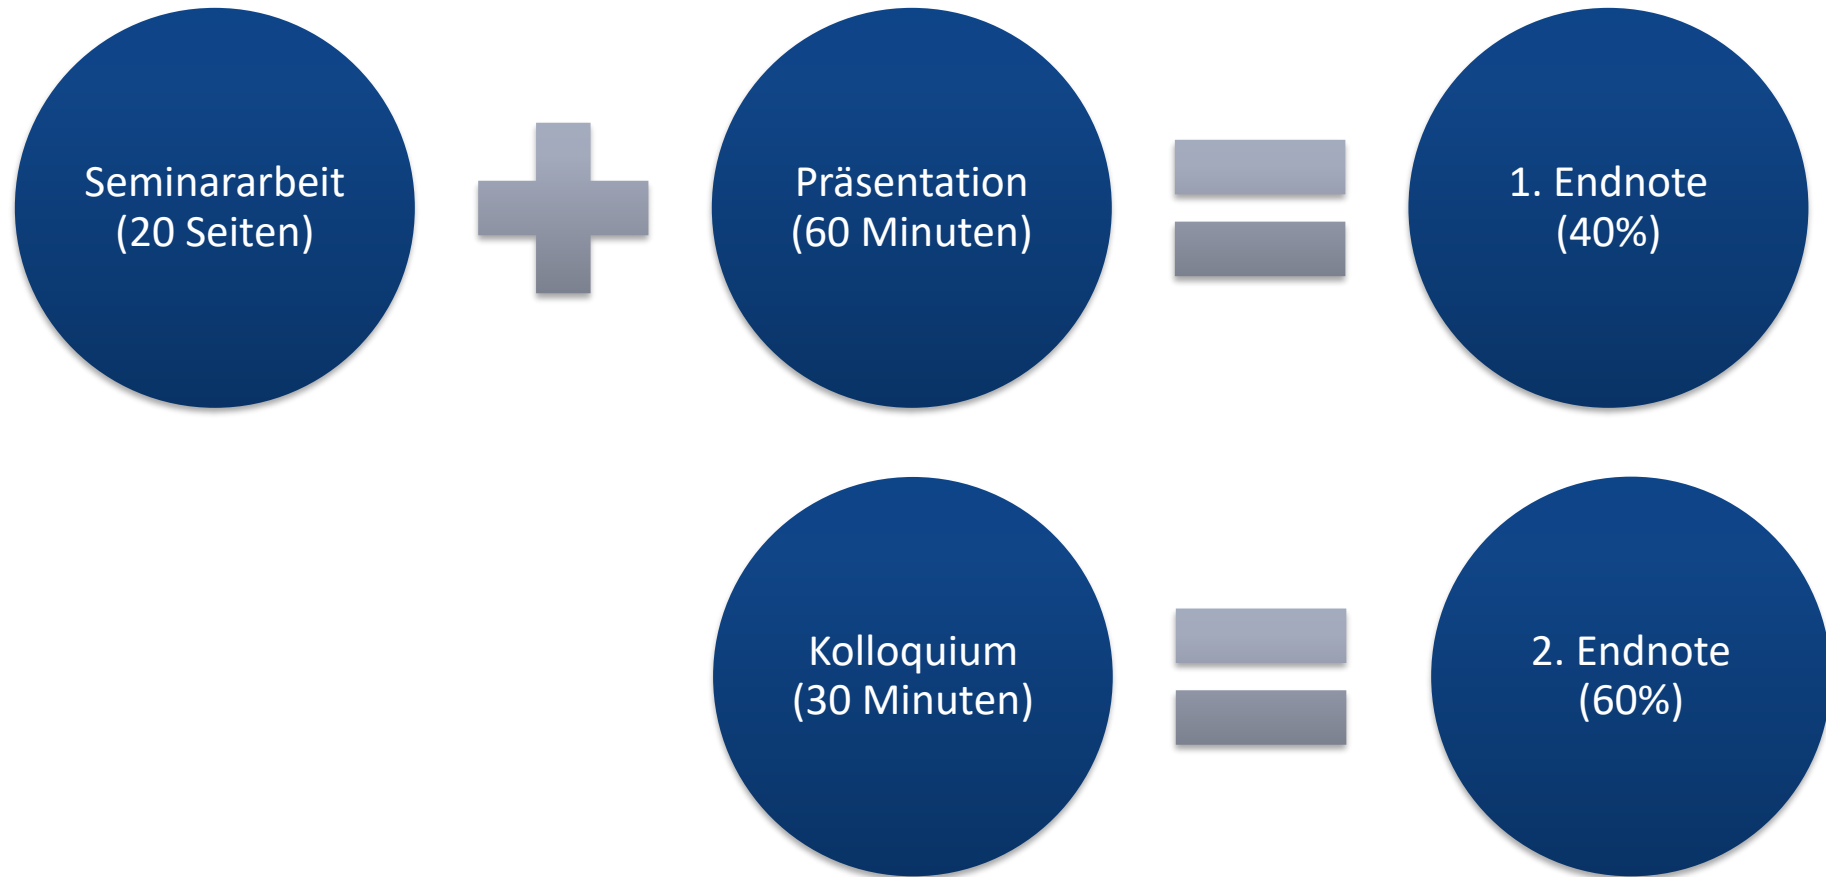 Seminararbeit
(20 Seiten)
Präsentation
(60 Minuten)
1. Endnote
(40%)
Kolloquium
(30 Minuten)
2. Endnote
(60%)